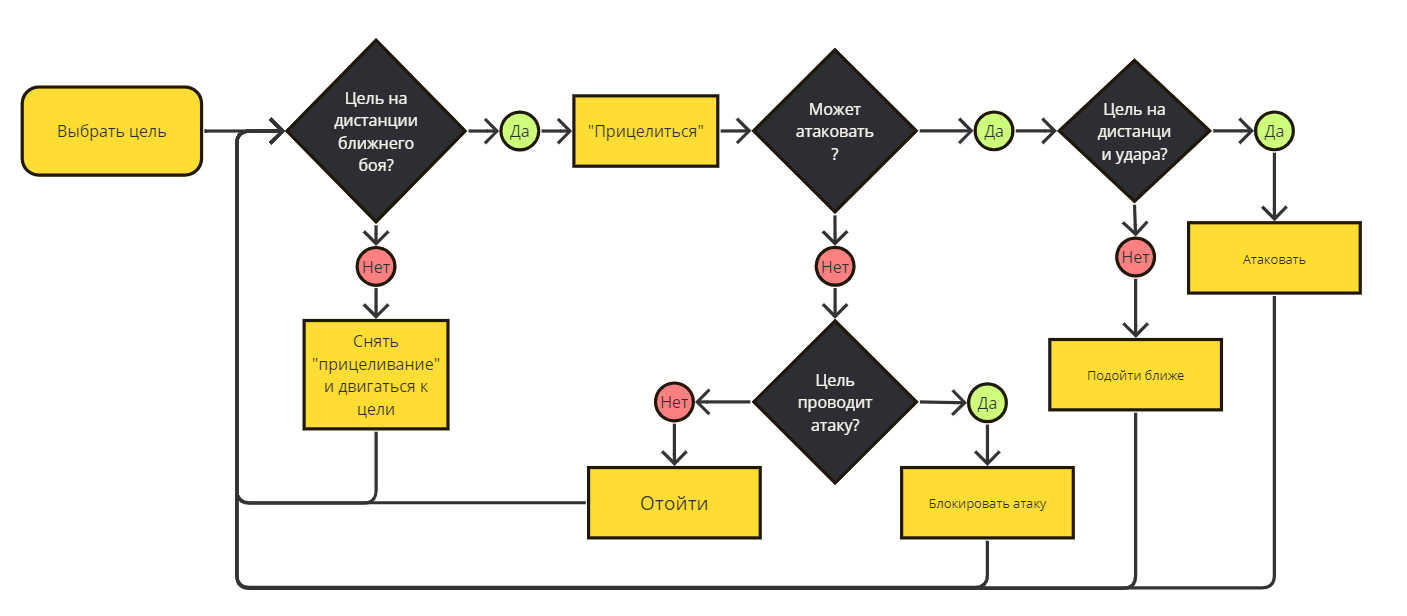 Выбрать цель
Цель на
дистанции
ближнего
боя?
Да
"Прицелиться"
Может
атаковать
?
Да
Цель на
дистанци
и удара?
Да
Нет
Нет
Нет
Атаковать
Снять
"прицеливание"
и двигаться к
цели
Подойти ближе
Цель
проводит
атаку?
Нет
Да
Отойти
Блокировать атаку